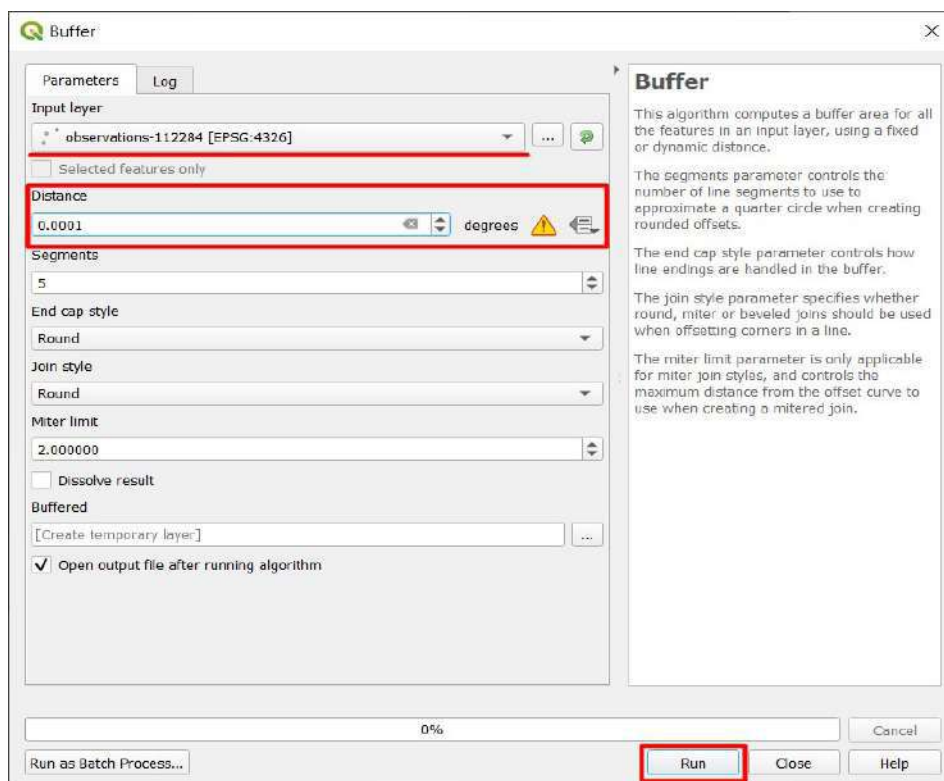 Buffer
Parameters
Log
Input layer
observations-112284 [EPSG:4326]
...
Selected features only
Distance
0.0001
degrees
Segments
5
End cap style
Round
Join style
Round
Miter limit
2.000000
Dissolve result
Buffered
[Create temporary layer]
...
Open output file after running algorithm
Buffer
This algorithm computes a buffer area for all
the features in an input layer, using a fixed
or dynamic distance.
The segments parameter controls the
number of line segments to use to
approximate a quarter circle when creating
rounded offsets.
The end cap style parameter controls how
line endings are handled in the buffer.
The join style parameter specifies whether
round, miter or beveled joins should be used
when offsetting corners in a line.
The miter limit parameter is only applicable
for miter join styles, and controls the
maximum distance from the offset curve to
use when creating a mitered join.
0%
Cancel
Run as Batch Process...
Run
Close
Help